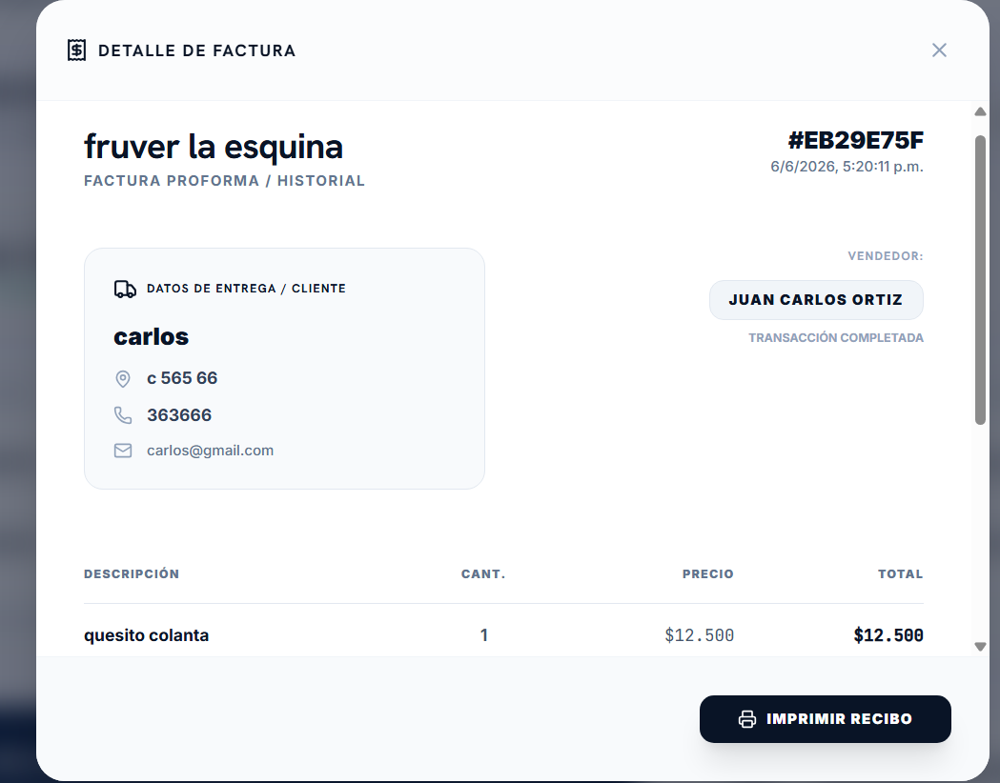 DETALLE DE FACTURA
fruver la esquina
#EB29E75F
FACTURA PROFORMA / HISTORIAL
6/6/2026, 5:20:11 p.m.
DATOS DE ENTREGA / CLIENTE
carlos
c 565 66
363666
carlos@gmail.com
VENDEDOR:
JUAN CARLOS ORTIZ
TRANSACCIÓN COMPLETADA
DESCRIPCIÓN CANT. PRECIO TOTAL
quesito colanta 1 $12.500 $12.500
IMPRIMIR RECIBO